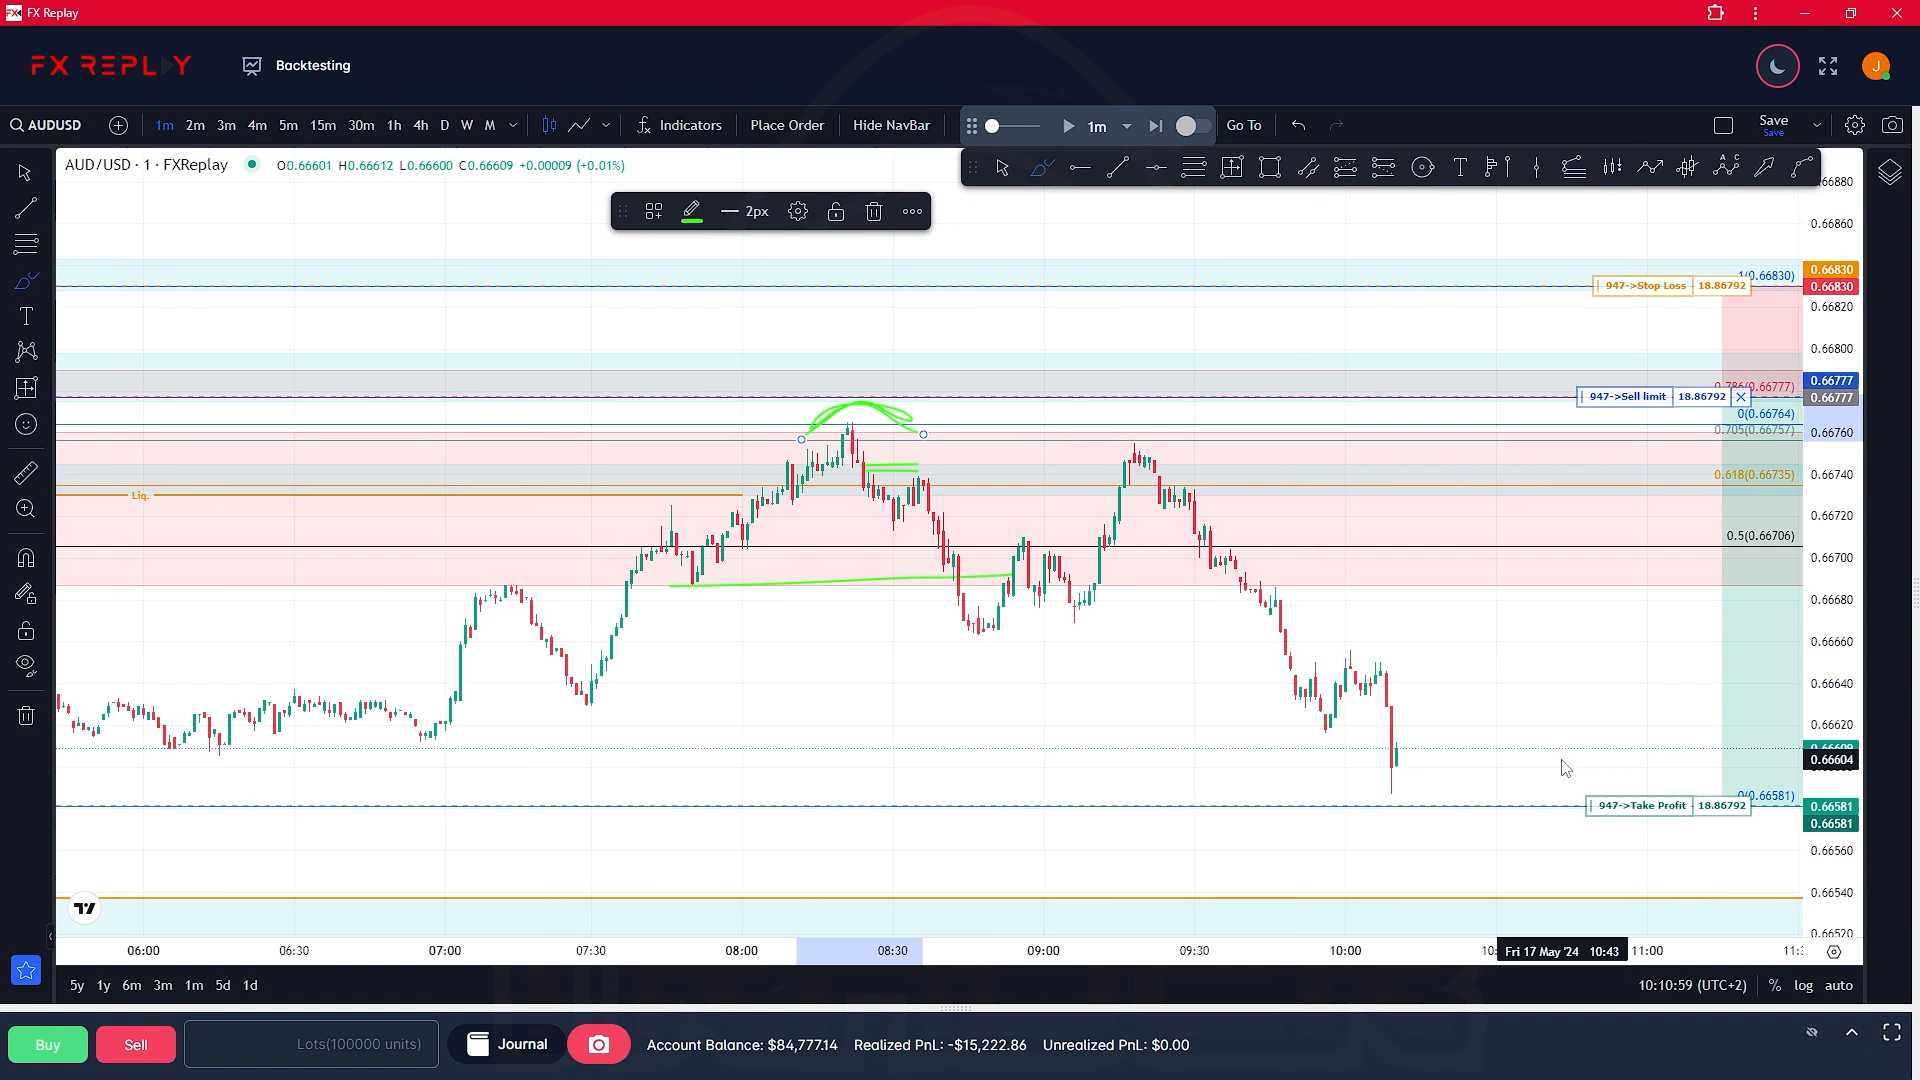 FX Replay
FX REPLAY
Backtesting
J
AUDUSD
1m 2m 3m 4m 5m 15m 30m 1h 4h D W M
Indicators
Place Order
Hide NavBar
1m
Go To
Save
Save
AUD/USD · 1 · FXReplay
O0.66601 H0.66612 L0.66600 C0.66609 +0.00009 (+0.01%)
2px
0.66860
1(0.66830)
0.66830
947->Stop Loss 18.86792
0.66830
0.66820
0.66800
0.66777
0.786(0.66777)
947->Sell limit 18.86792
0.66777
0(0.66764)
0.705(0.66757)
0.66760
0.618(0.66735)
0.66740
Liq.
0.66720
0.5(0.66706)
0.66700
0.66680
0.66660
0.66640
0.66620
0.66609
0.66604
0(0.66581)
947->Take Profit 18.86792
0.66581
0.66581
0.66560
0.66540
0.66520
06:00 06:30 07:00 07:30 08:00 08:30 09:00 09:30 10:00 Fri 17 May '24 10:43 11:00
5y 1y 6m 3m 1m 5d 1d
10:10:59 (UTC+2) % log auto
Buy
Sell
Lots(100000 units)
Journal
Account Balance: $84,777.14 Realized PnL: -$15,222.86 Unrealized PnL: $0.00